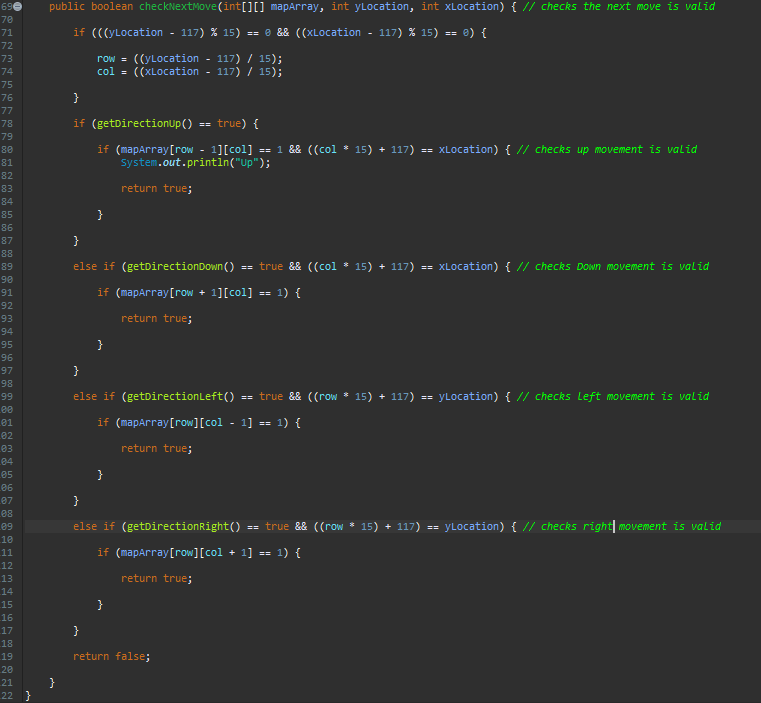 69 public boolean checkNextMove(int[][] mapArray, int yLocation, int xLocation) { // checks the next move is valid
70
71 if (((yLocation - 117) % 15) == 0 && ((xLocation - 117) % 15) == 0) {
72
73 row = ((yLocation - 117) / 15);
74 col = ((xLocation - 117) / 15);
75
76 }
77
78 if (getDirectionUp() == true) {
79
80 if (mapArray[row - 1][col] == 1 && ((col * 15) + 117) == xLocation) { // checks up movement is valid
81 System.out.println("Up");
82
83 return true;
84
85 }
86
87 }
88
89 else if (getDirectionDown() == true && ((col * 15) + 117) == xLocation) { // checks Down movement is valid
90
91 if (mapArray[row + 1][col] == 1) {
92
93 return true;
94
95 }
96
97 }
98
99 else if (getDirectionLeft() == true && ((row * 15) + 117) == yLocation) { // checks left movement is valid
00
01 if (mapArray[row][col - 1] == 1) {
02
03 return true;
04
05 }
06
07 }
08
09 else if (getDirectionRight() == true && ((row * 15) + 117) == yLocation) { // checks right movement is valid
10
11 if (mapArray[row][col + 1] == 1) {
12
13 return true;
14
15 }
16
17 }
18
19 return false;
20
21 }
22 }